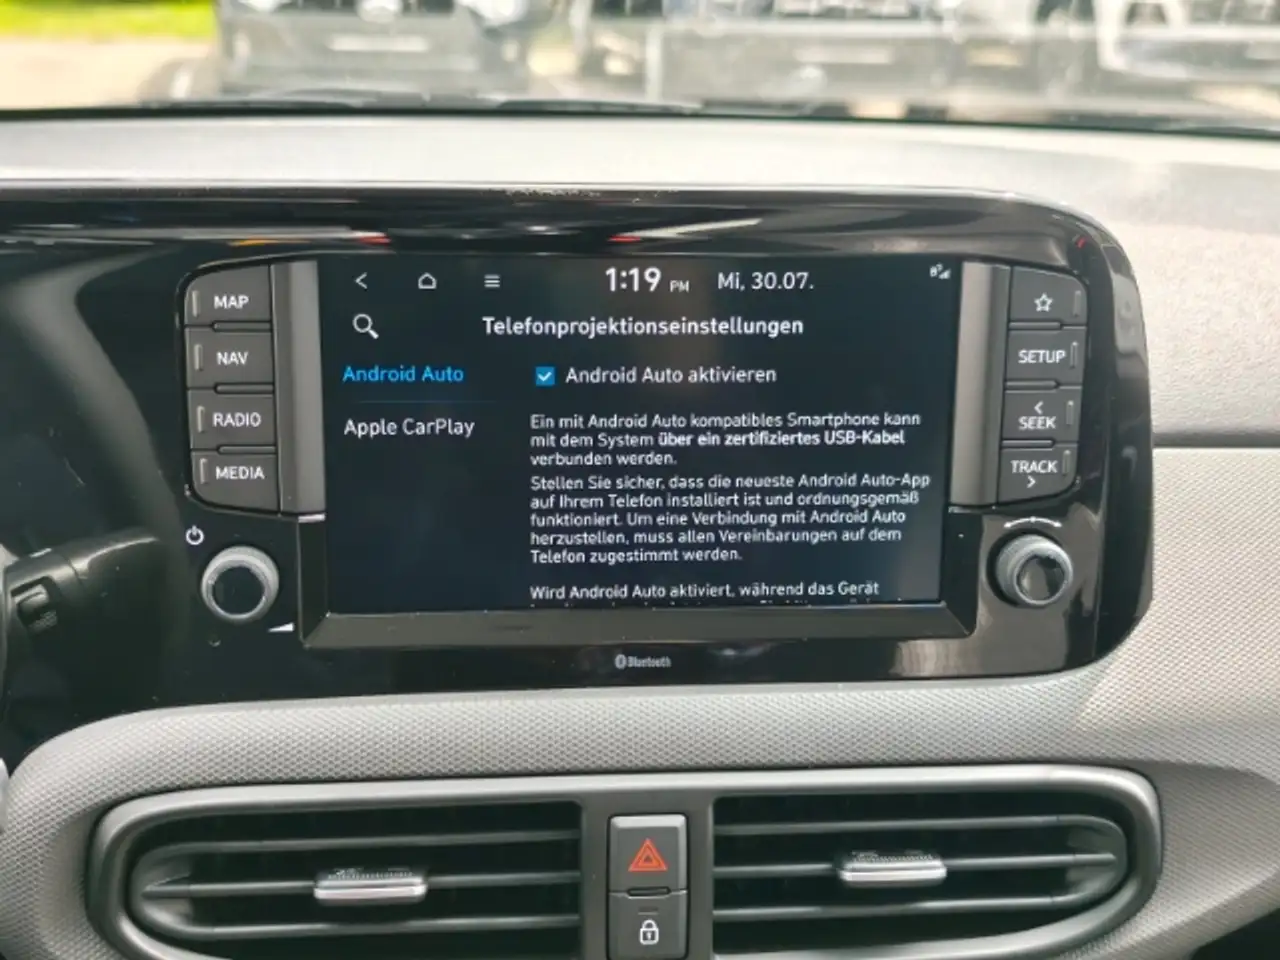 1:19 PM Mi, 30.07.
Telefonprojektionseinstellungen
Android Auto
Apple CarPlay
Android Auto aktivieren
Ein mit Android Auto kompatibles Smartphone kann
mit dem System über ein zertifiziertes USB-Kabel
verbunden werden.
Stellen Sie sicher, dass die neueste Android Auto-App
auf Ihrem Telefon installiert ist und ordnungsgemäß
funktioniert. Um eine Verbindung mit Android Auto
herzustellen, muss allen Vereinbarungen auf dem
Telefon zugestimmt werden.
Wird Android Auto aktiviert, während das Gerät
MAP
NAV
RADIO
MEDIA
SETUP
SEEK
TRACK
Bluetooth